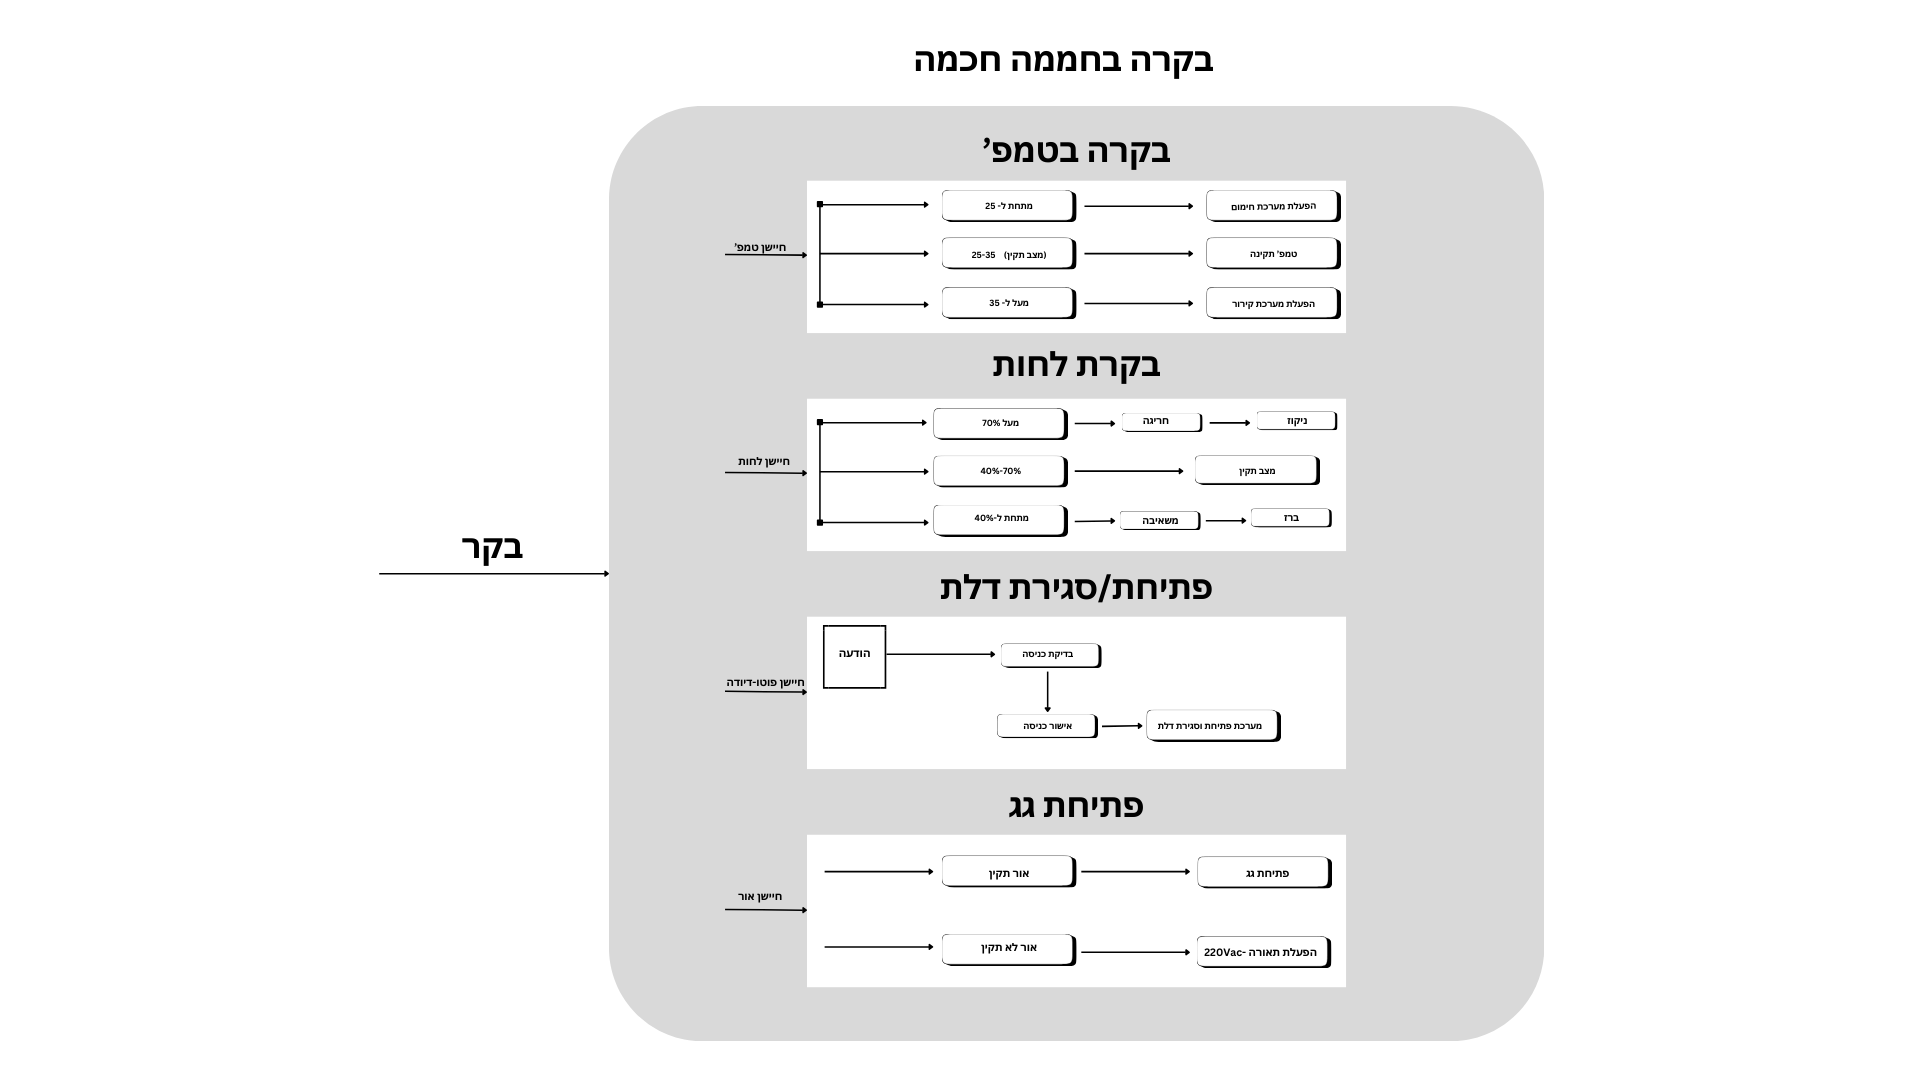 בקרה בחממה חכמה
בקרה בטמפ’
חיישן טמפ’
מתחת ל- 25
הפעלת מערכת חימום
(מצב תקין) 25-35
טמפ’ תקינה
מעל ל- 35
הפעלת מערכת קירור
בקרת לחות
חיישן לחות
מעל 70%
חריגה
ניקוז
40%-70%
מצב תקין
מתחת ל-40%
משאיבה
ברז
בקר
פתיחת/סגירת דלת
חיישן פוטו-דיודה
הודעה
בדיקת כניסה
אישור כניסה
מערכת פתיחת וסגירת דלת
פתיחת גג
חיישן אור
אור תקין
פתיחת גג
אור לא תקין
הפעלת תאורה -220Vac